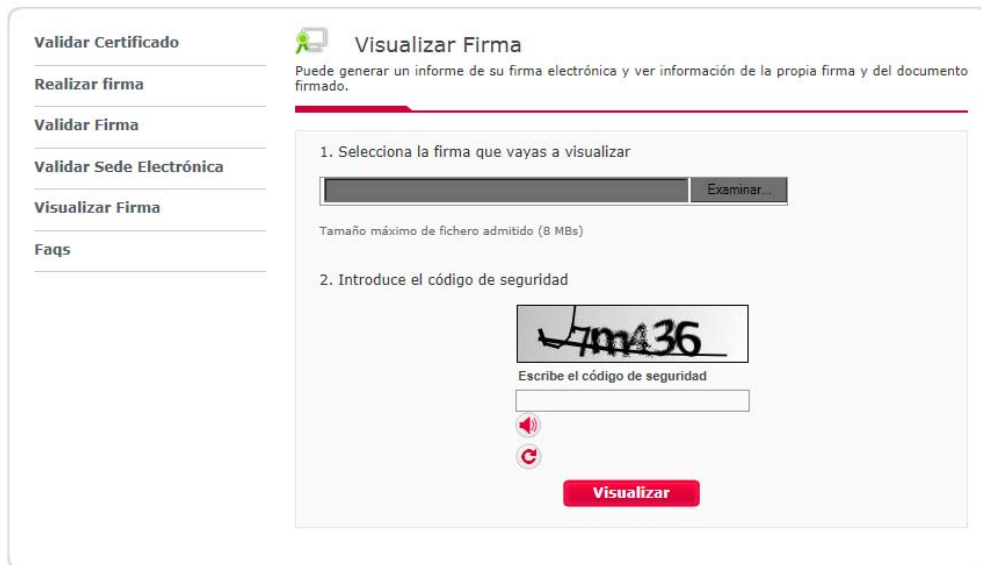 Validar Certificado
Realizar firma
Validar Firma
Validar Sede Electrónica
Visualizar Firma
Faqs
Visualizar Firma
Puede generar un informe de su firma electrónica y ver información de la propia firma y del documento
firmado.
1. Selecciona la firma que vayas a visualizar
Examinar...
Tamaño máximo de fichero admitido (8 MBs)
2. Introduce el código de seguridad
Escribe el código de seguridad
Visualizar